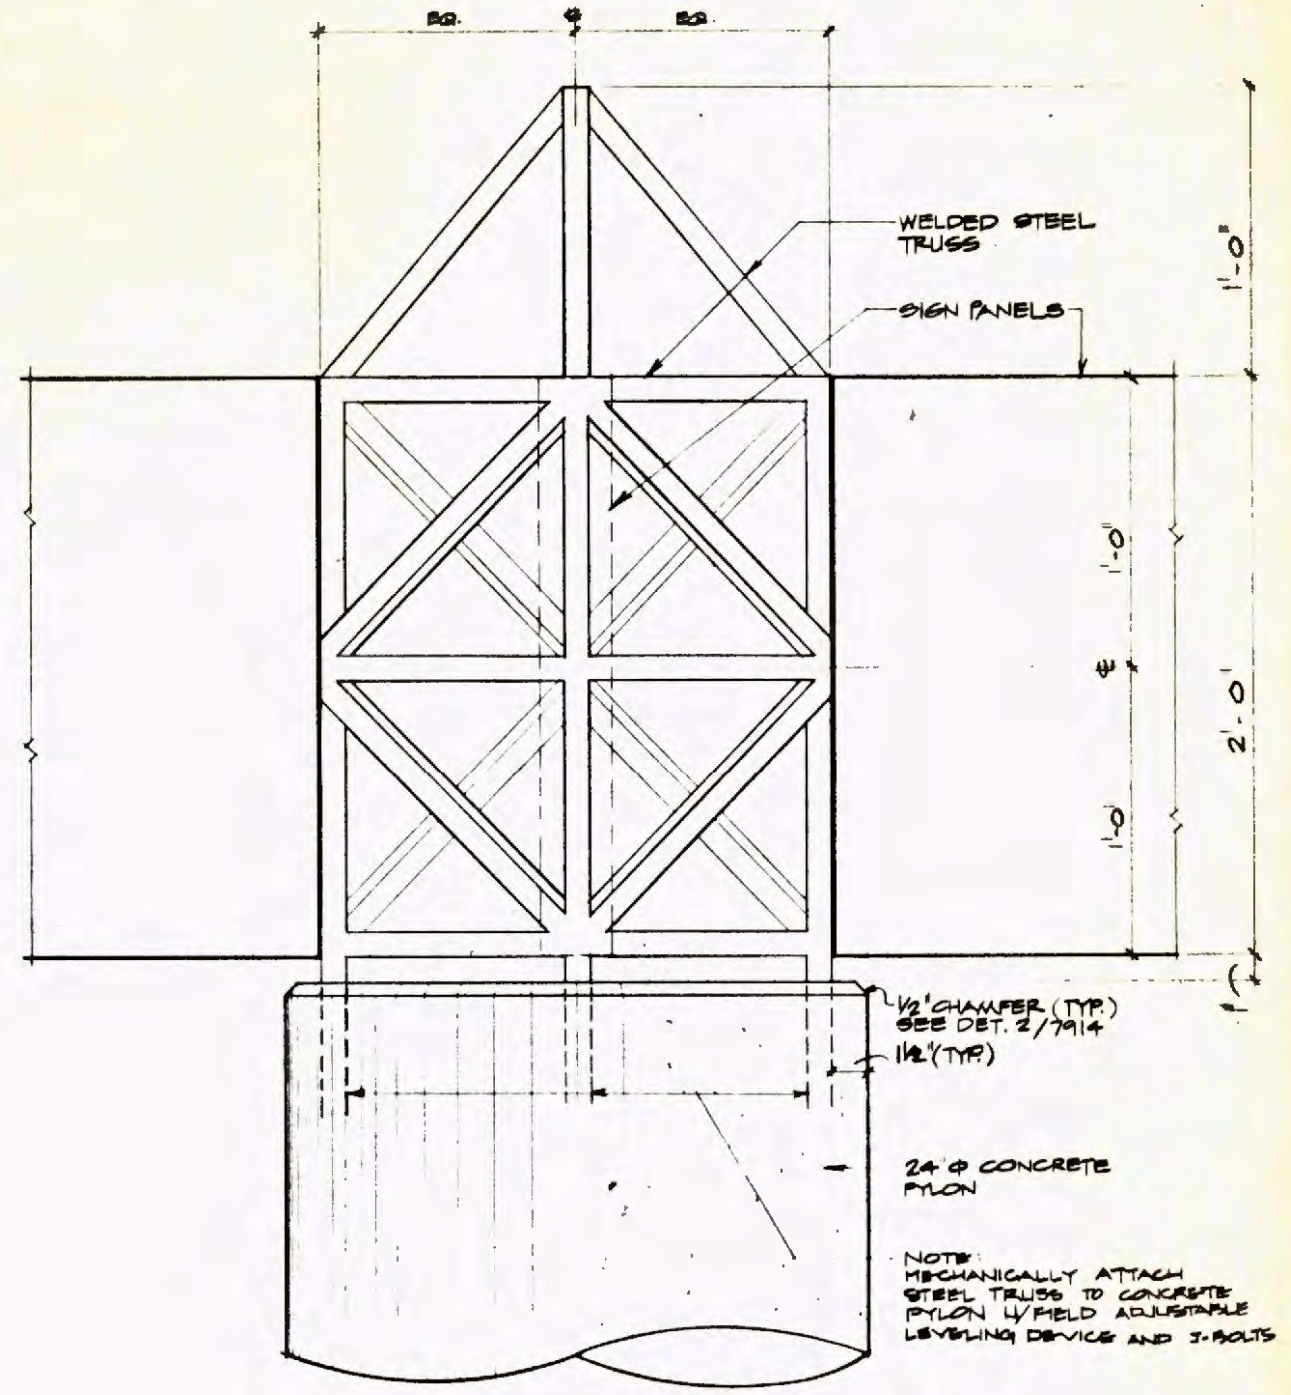 EQ. ℄ EQ.
WELDED STEEL
TRUSS
1'-0"
SIGN PANELS
1'-0"
℄
2'-0"
1'-0"
1"
1/2" CHAMFER (TYP.)
SEE DET. 2/7914
1 1/2" (TYP.)
24" Φ CONCRETE
PYLON
NOTE:
MECHANICALLY ATTACH
STEEL TRUSS TO CONCRETE
PYLON W/FIELD ADJUSTABLE
LEVELING DEVICE AND J-BOLTS